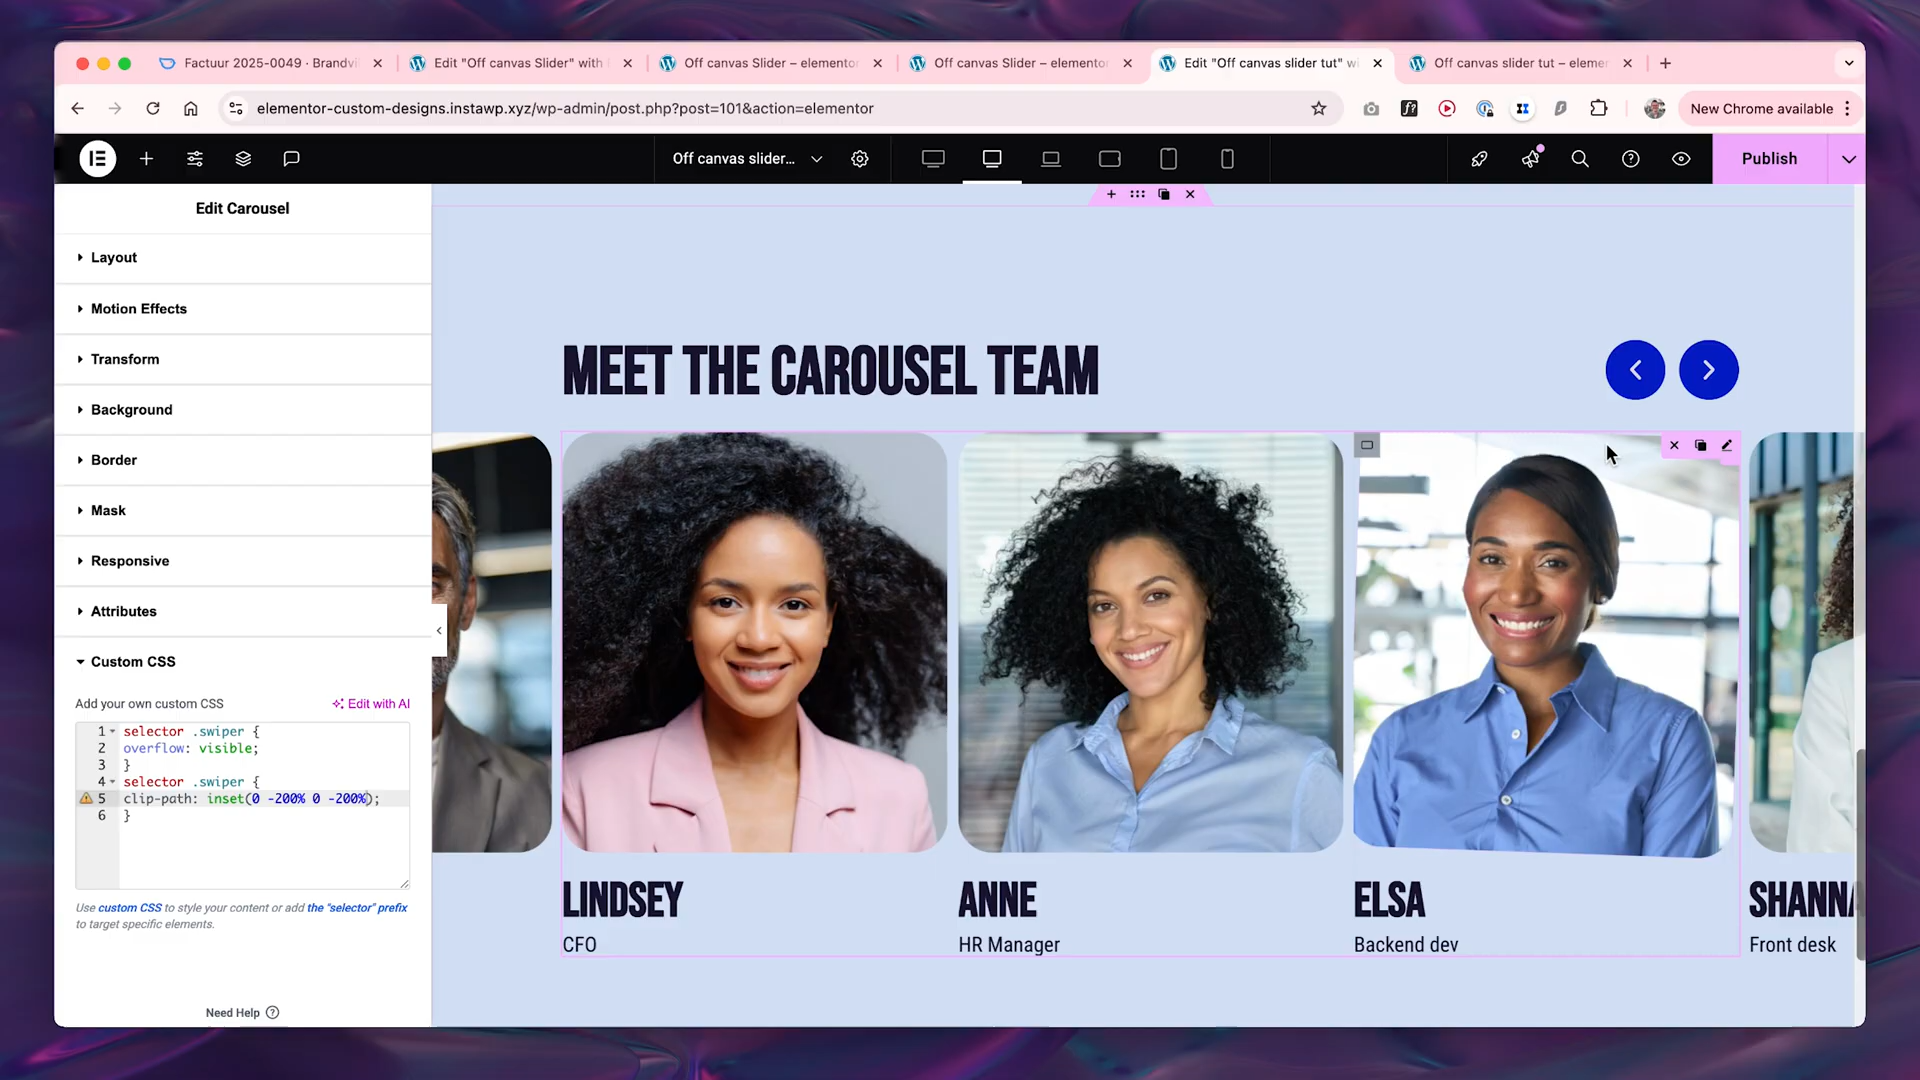 Factuur 2025-0049 · Brandvi
Edit "Off canvas Slider" with
Off canvas Slider – elemento
Off canvas Slider – elemento
Edit "Off canvas slider tut" wi
Off canvas slider tut – eleme
elementor-custom-designs.instawp.xyz/wp-admin/post.php?post=101&action=elementor
New Chrome available
Off canvas slider...
Publish
Edit Carousel
Layout
Motion Effects
Transform
Background
Border
Mask
Responsive
Attributes
Custom CSS
Add your own custom CSS
Edit with AI
1 selector .swiper {
2 overflow: visible;
3 }
4 selector .swiper {
5 clip-path: inset(0 -200% 0 -200%);
6 }
Use custom CSS to style your content or add the "selector" prefix
to target specific elements.
Need Help
MEET THE CAROUSEL TEAM
LINDSEY
CFO
ANNE
HR Manager
ELSA
Backend dev
SHANNA
Front desk